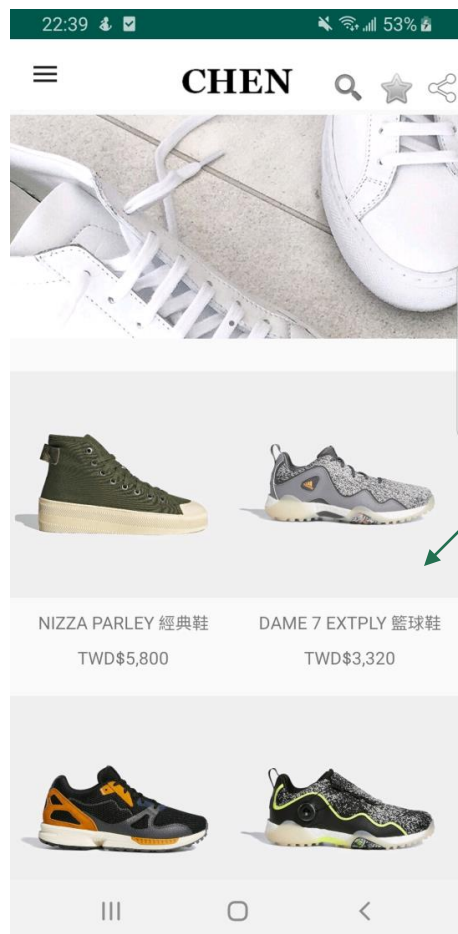 22:39
53%
CHEN
NIZZA PARLEY 經典鞋
DAME 7 EXTPLY 籃球鞋
TWD$5,800
TWD$3,320